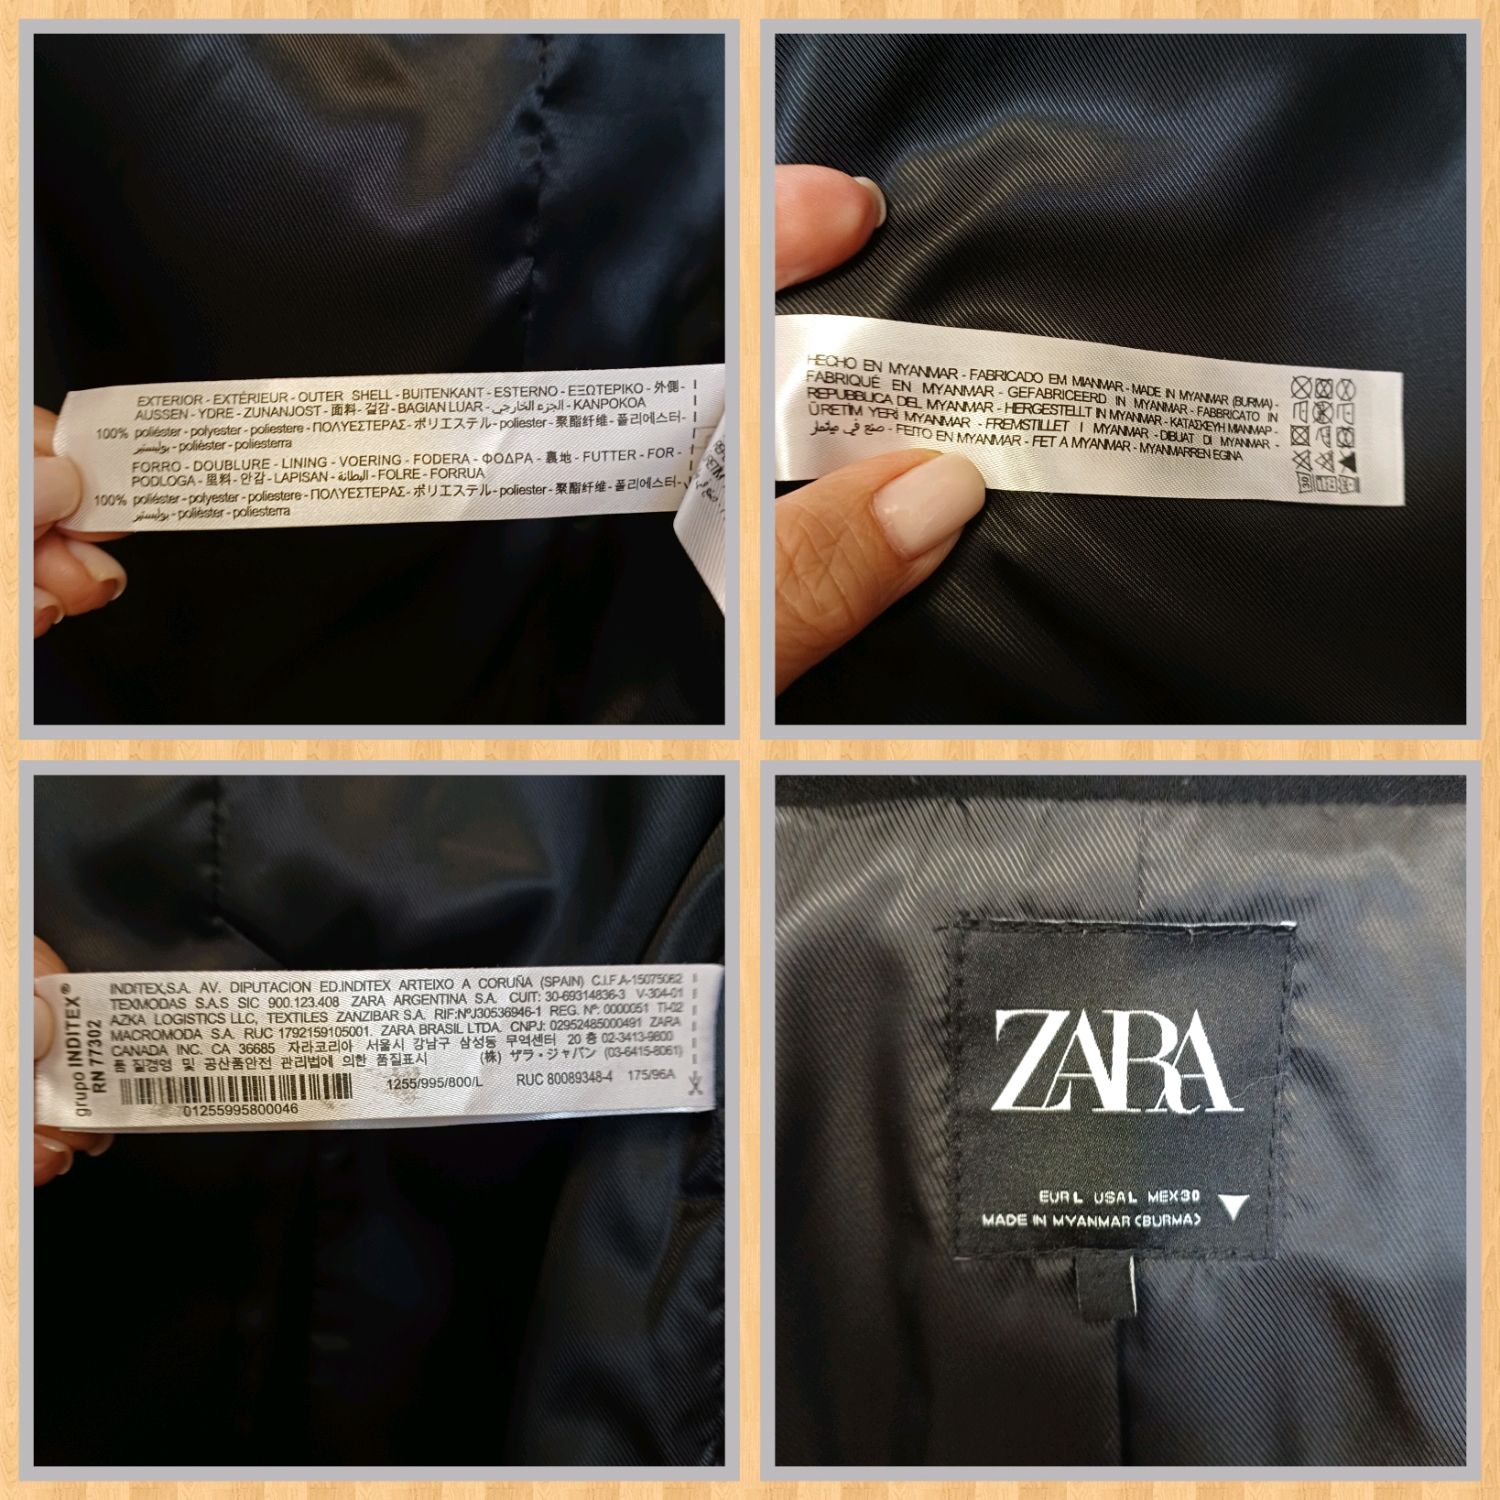 EXTERIOR - EXTÉRIEUR - OUTER SHELL - BUITENKANT - ESTERNO - ΕΞΩΤΕΡΙΚΟ - 外側 -
AUSSEN - YDRE - ZUNANJOST - 面料 - 겉감 - BAGIAN LUAR - الجزء الخارجي - KANPOKOA
100% poliéster - polyester - poliestere - ΠΟΛΥΕΣΤΕΡΑΣ - ポリエステル - poliester - 聚酯纤维 - 폴리에스터 -
بوليستر - polièster - poliesterra
FORRO - DOUBLURE - LINING - VOERING - FODERA - ΦΟΔΡΑ - 裏地 - FUTTER - FOR -
PODLOGA - 里料 - 안감 - LAPISAN - البطانة - FOLRE - FORRUA
100% poliéster - polyester - poliestere - ΠΟΛΥΕΣΤΕΡΑΣ - ポリエステル - poliester - 聚酯纤维 - 폴리에스터 -
بوليستر - polièster - poliesterra
HECHO EN MYANMAR - FABRICADO EM MIANMAR - MADE IN MYANMAR (BURMA) -
FABRIQUÉ EN MYANMAR - GEFABRICEERD IN MYANMAR - FABBRICATO IN
REPUBBLICA DEL MYANMAR - HERGESTELLT IN MYANMAR - ΚΑΤΑΣΚΕΥΗ ΜΙΑΝΜΑΡ -
ÜRETİM YERİ MYANMAR - FREMSTILLET I MYANMAR - DIBUAT DI MYANMAR -
صنع في ميانمار - FEITO EN MYANMAR - FET A MYANMAR - MYANMARREN EGINA
30
grupo INDITEX®
RN 77302
INDITEX,S.A. AV. DIPUTACION ED.INDITEX ARTEIXO A CORUÑA (SPAIN) C.I.F.A-15075062
TEXMODAS S.A.S SIC 900.123.408 ZARA ARGENTINA S.A. CUIT: 30-69314836-3 V-304-01
AZKA LOGISTICS LLC, TEXTILES ZANZIBAR S.A. RIF:NºJ30536946-1 REG. Nº: 0000051 TI-02
MACROMODA S.A. RUC 1792159105001. ZARA BRASIL LTDA. CNPJ: 02952485000491 ZARA
CANADA INC. CA 36685 자라코리아 서울시 강남구 삼성동 무역센터 20 층 02-3413-9800
품 질경영 및 공산품안전 관리법에 의한 품질표시 (株) ザラ・ジャパン (03-6415-8061)
1255/995/800/L RUC 80089348-4 175/96A
01255995800046
ZARA
EUR L USA L MEX 30
MADE IN MYANMAR (BURMA)